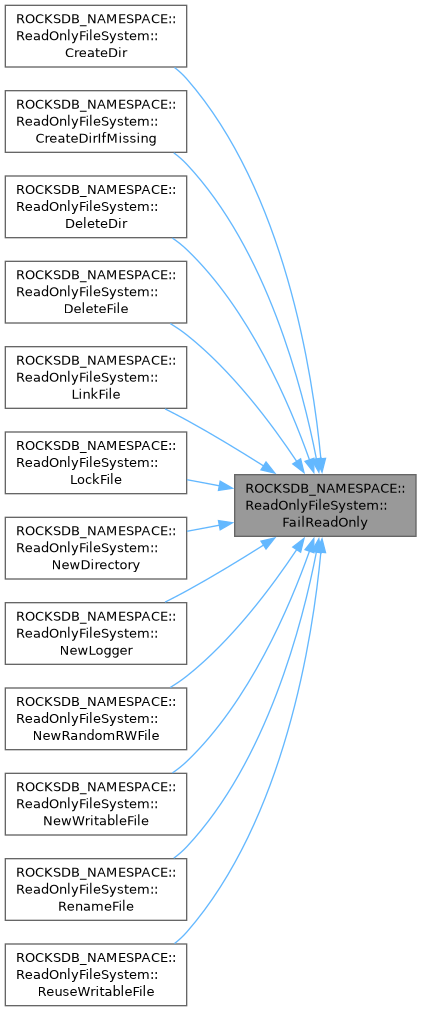 ROCKSDB_NAMESPACE::
ReadOnlyFileSystem::
CreateDir
ROCKSDB_NAMESPACE::
ReadOnlyFileSystem::
CreateDirIfMissing
ROCKSDB_NAMESPACE::
ReadOnlyFileSystem::
DeleteDir
ROCKSDB_NAMESPACE::
ReadOnlyFileSystem::
DeleteFile
ROCKSDB_NAMESPACE::
ReadOnlyFileSystem::
LinkFile
ROCKSDB_NAMESPACE::
ReadOnlyFileSystem::
LockFile
ROCKSDB_NAMESPACE::
ReadOnlyFileSystem::
FailReadOnly
ROCKSDB_NAMESPACE::
ReadOnlyFileSystem::
NewDirectory
ROCKSDB_NAMESPACE::
ReadOnlyFileSystem::
NewLogger
ROCKSDB_NAMESPACE::
ReadOnlyFileSystem::
NewRandomRWFile
ROCKSDB_NAMESPACE::
ReadOnlyFileSystem::
NewWritableFile
ROCKSDB_NAMESPACE::
ReadOnlyFileSystem::
RenameFile
ROCKSDB_NAMESPACE::
ReadOnlyFileSystem::
ReuseWritableFile